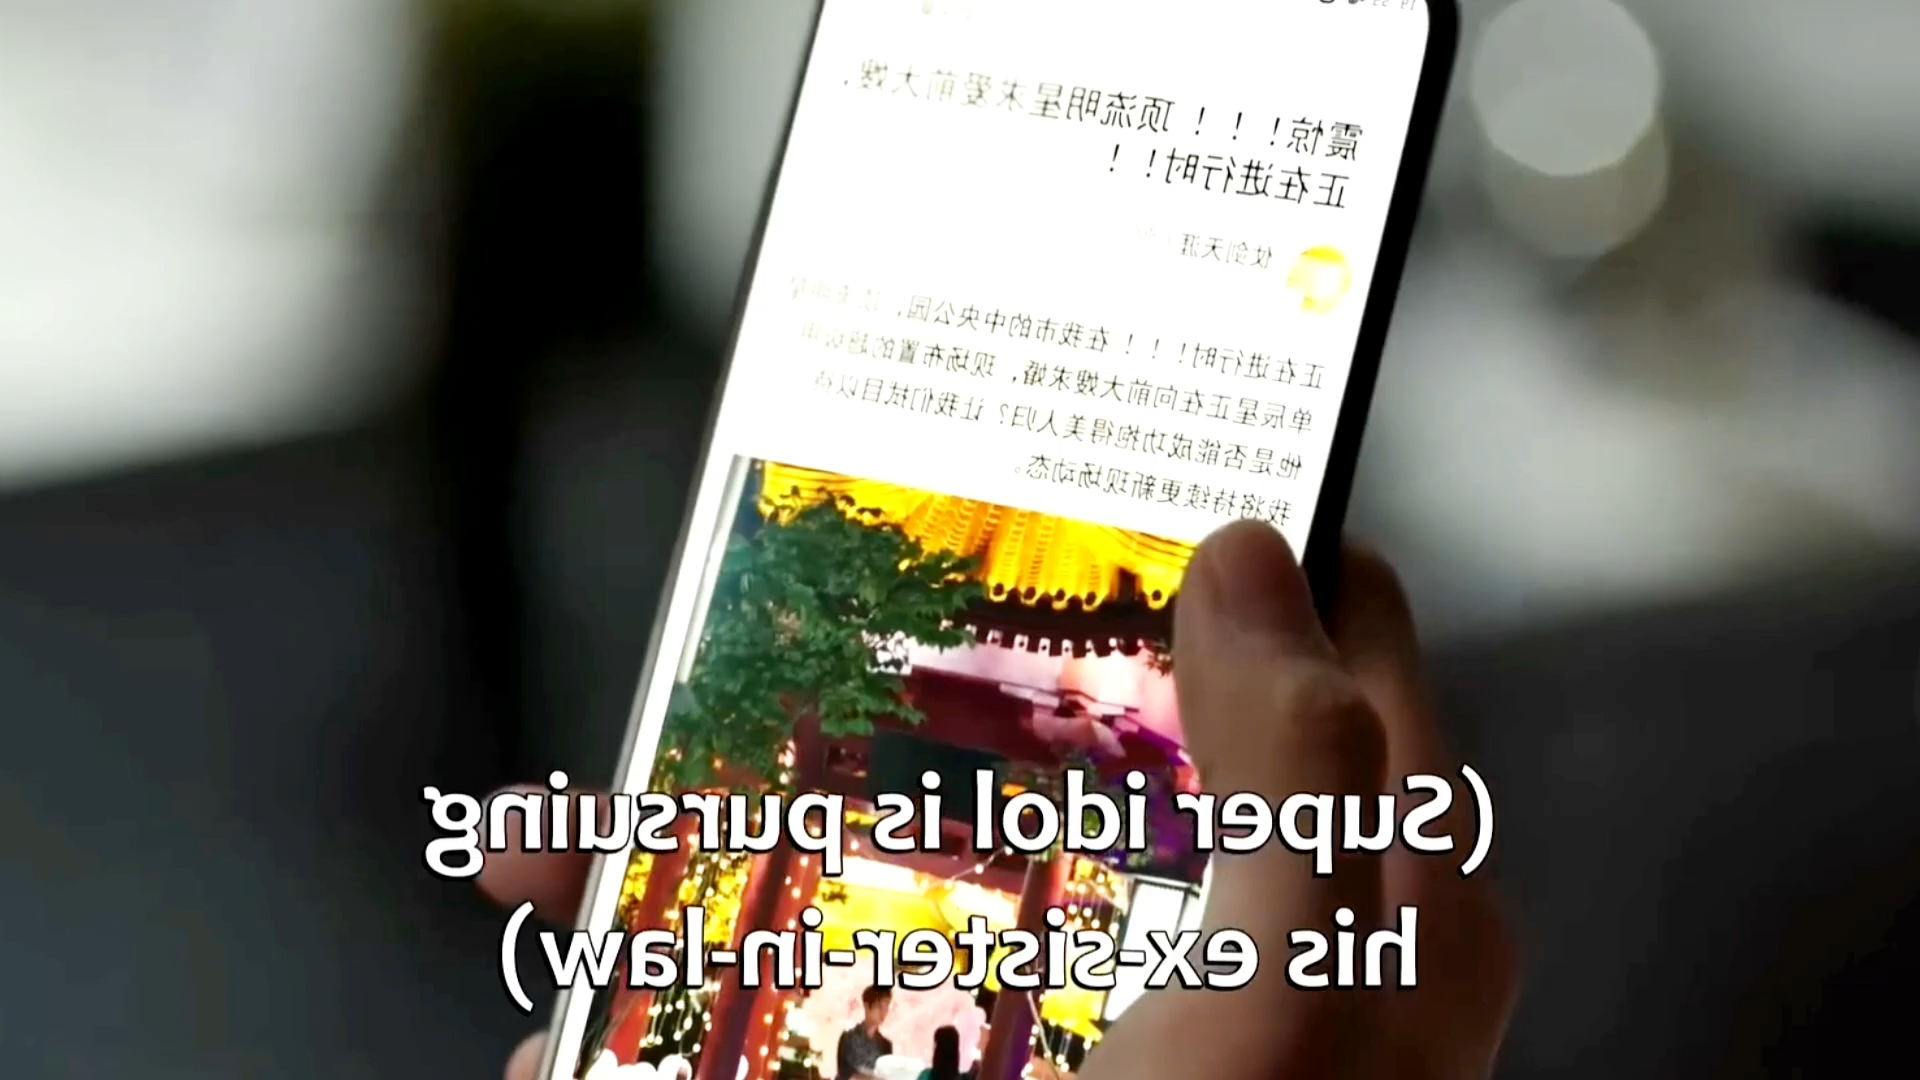 震惊！！！顶流明星求爱前大嫂，
正在进行时！！！
仗剑天涯
正在进行时！！！在我市的中央公园，
单辰星正在向前大嫂求婚，现场布置的超
他是否能成功抱得美人归？让我们拭目以待
我将持续更新现场动态。
(Super idol is pursuing
his ex-sister-in-law)